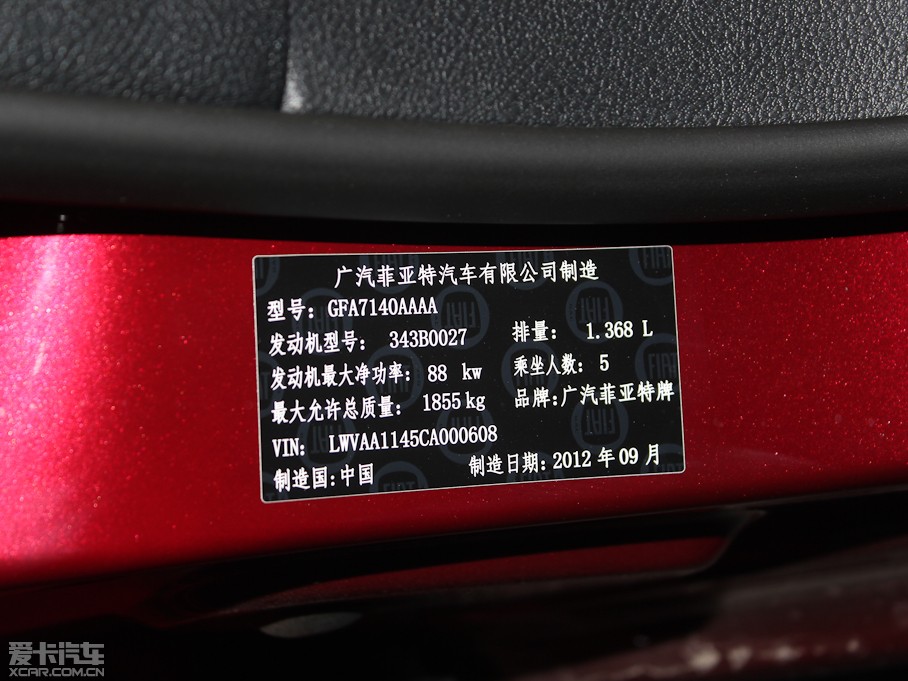 广汽菲亚特汽车有限公司制造
型号: GFA7140AAAA
发动机型号: 343B0027 排量: 1.368 L
发动机最大净功率: 88 kw 乘坐人数: 5
最大允许总质量: 1855kg 品牌:广汽菲亚特牌
VIN: LWVAA1145CA000608
制造国:中国 制造日期:2012 年 09 月
FIAT
爱卡汽车
XCAR.COM.CN